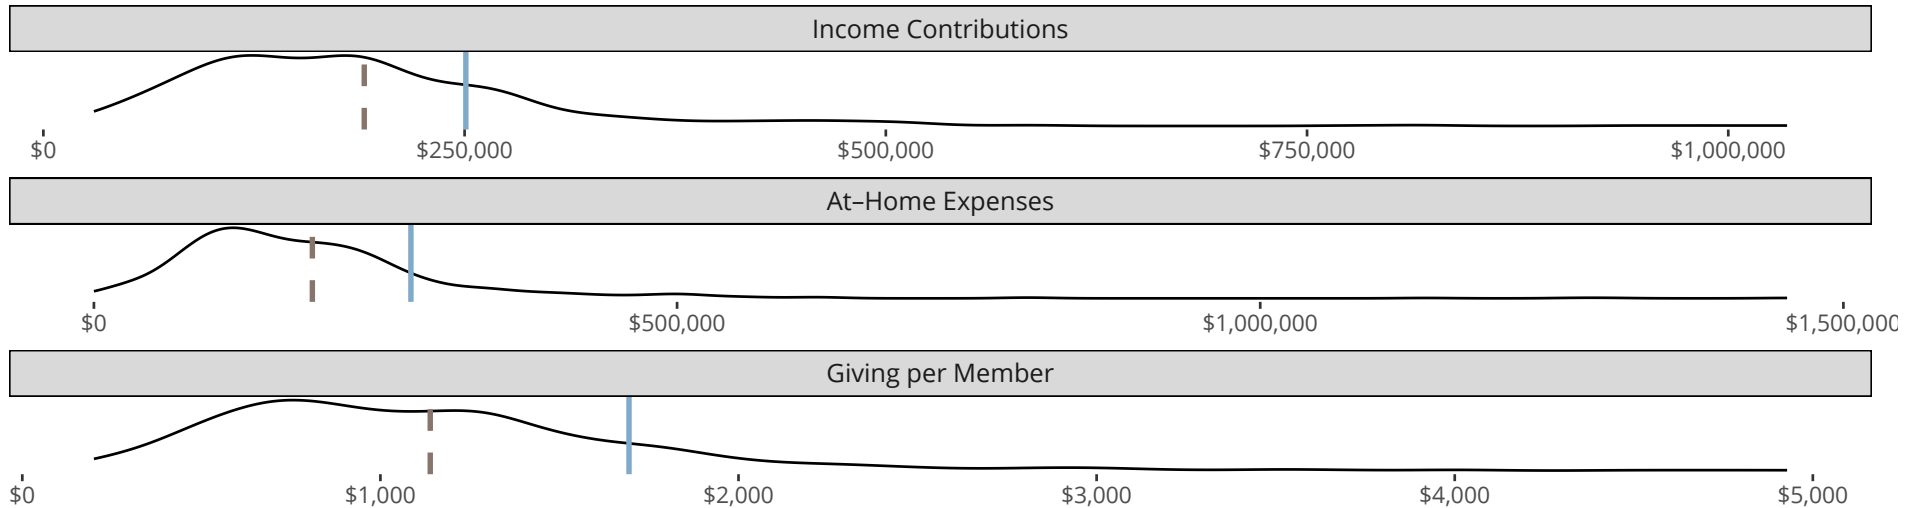 Income Contributions
$0 $250,000 $500,000 $750,000 $1,000,000
At–Home Expenses
$0 $500,000 $1,000,000 $1,500,000
Giving per Member
$0 $1,000 $2,000 $3,000 $4,000 $5,000